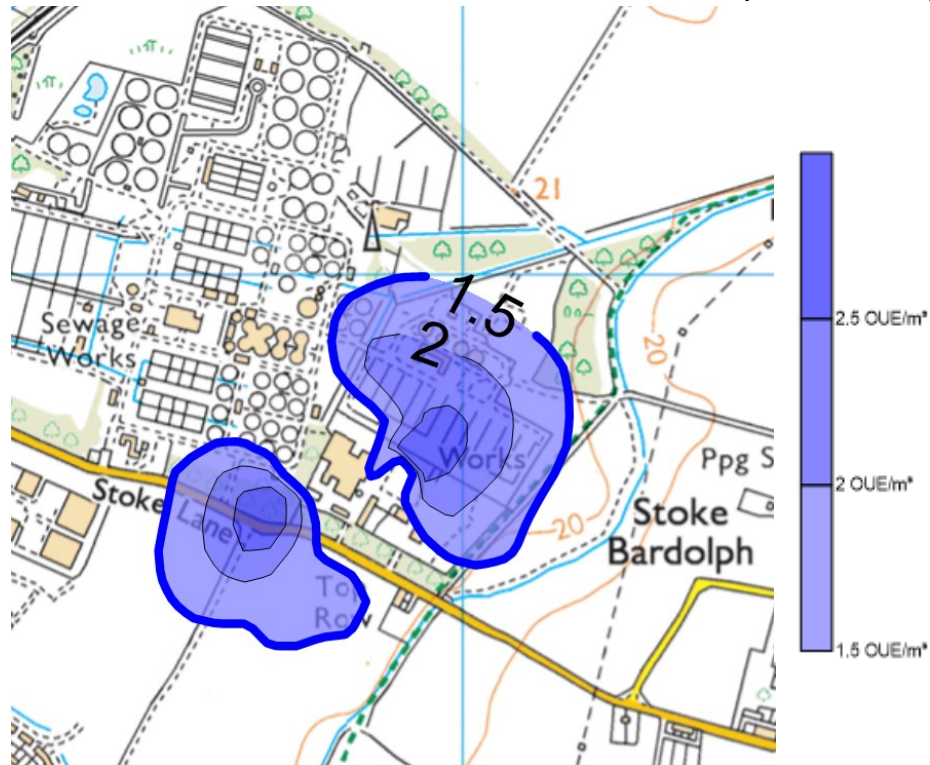 21
1.5
2
2.5 OUE/m³
Sewage
Works
20
Works
Ppg S
2 OUE/m³
Stoke Lane
20
Stoke
Bardolph
Top
Row
1.5 OUE/m³